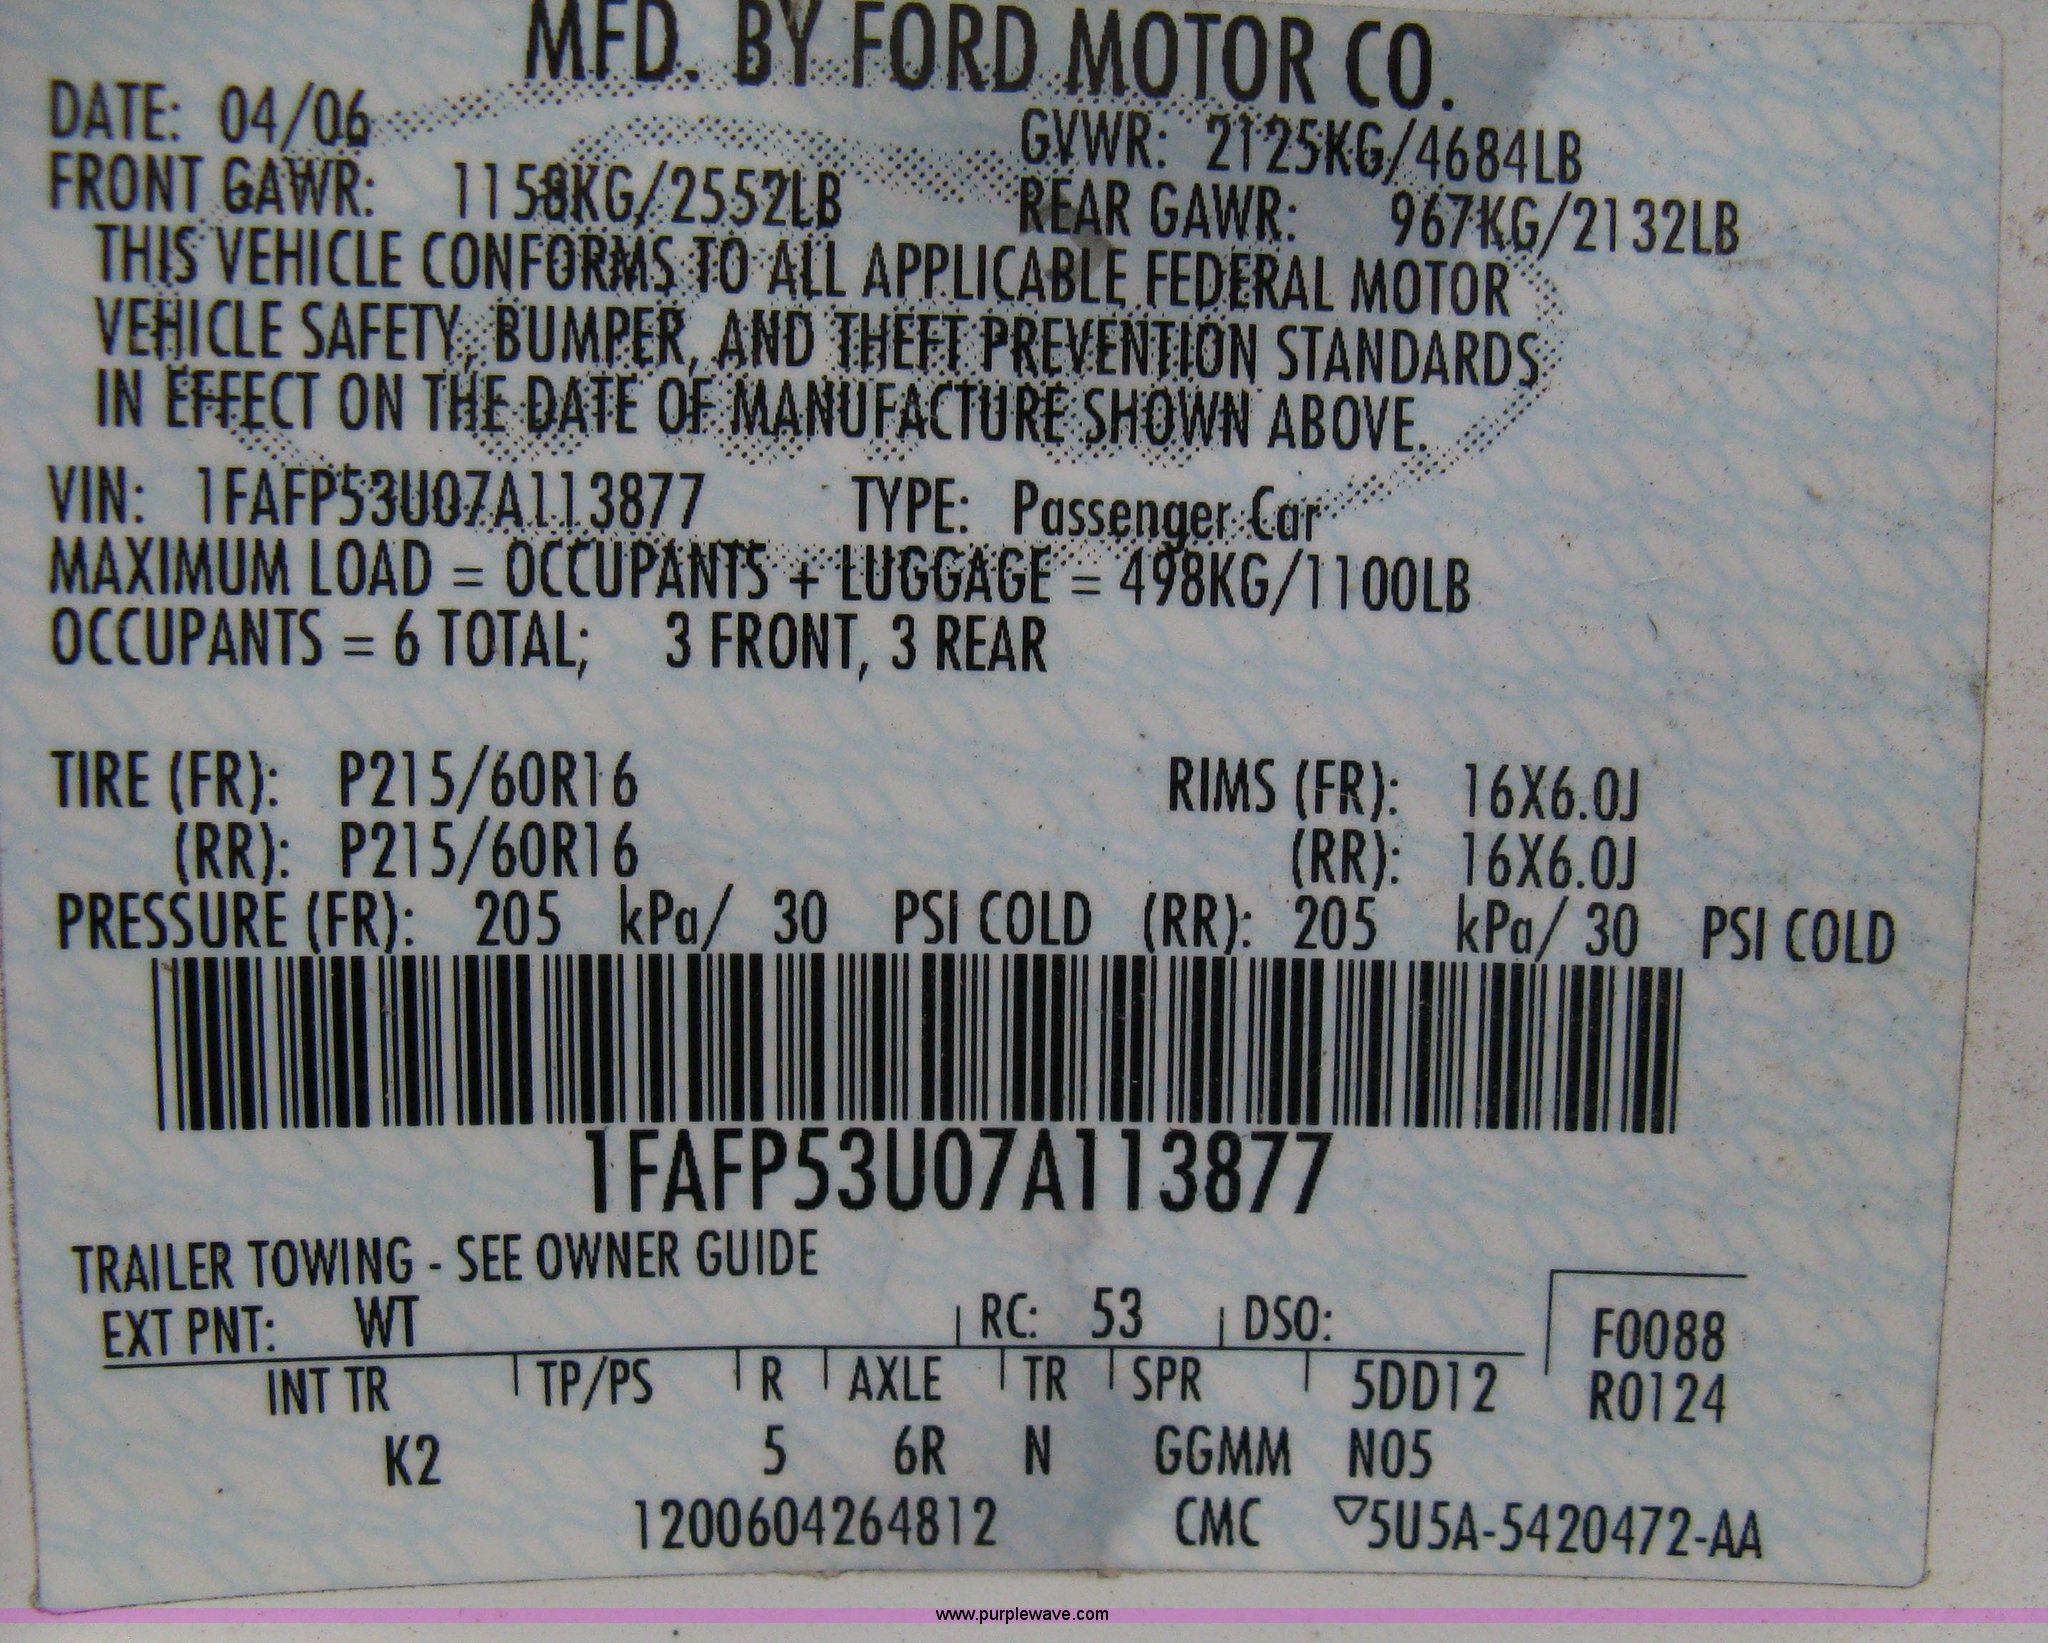 MFD. BY FORD MOTOR CO.
DATE: 04/06
GVWR: 2125KG/4684LB
FRONT GAWR: 1158KG/2552LB
REAR GAWR: 967KG/2132LB
THIS VEHICLE CONFORMS TO ALL APPLICABLE FEDERAL MOTOR
VEHICLE SAFETY, BUMPER, AND THEFT PREVENTION STANDARDS
IN EFFECT ON THE DATE OF MANUFACTURE SHOWN ABOVE.
VIN: 1FAFP53U07A113877 TYPE: Passenger Car
MAXIMUM LOAD = OCCUPANTS + LUGGAGE = 498KG/1100LB
OCCUPANTS = 6 TOTAL; 3 FRONT, 3 REAR
TIRE (FR): P215/60R16 RIMS (FR): 16X6.0J
(RR): P215/60R16 (RR): 16X6.0J
PRESSURE (FR): 205 kPa/ 30 PSI COLD (RR): 205 kPa/ 30 PSI COLD
1FAFP53U07A113877
TRAILER TOWING - SEE OWNER GUIDE
EXT PNT: WT RC: 53 DSO: F0088
INT TR TP/PS R AXLE TR SPR 5DD12 R0124
K2 5 6R N GGMM N05
1200604264812 CMC ▽5U5A-5420472-AA
www.purplewave.com